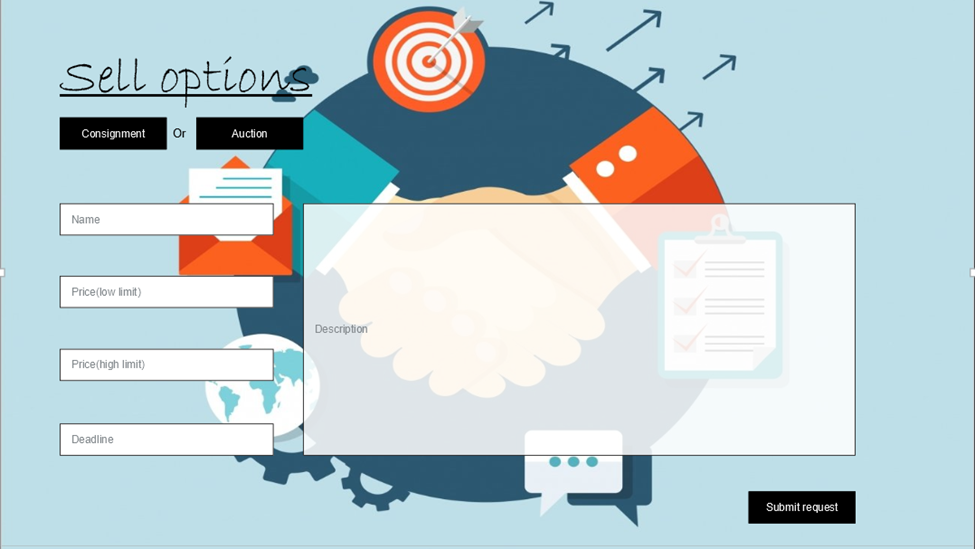 Sell options
Consignment Or Auction
Name
Price(low limit)
Description
Price(high limit)
Deadline
Submit request